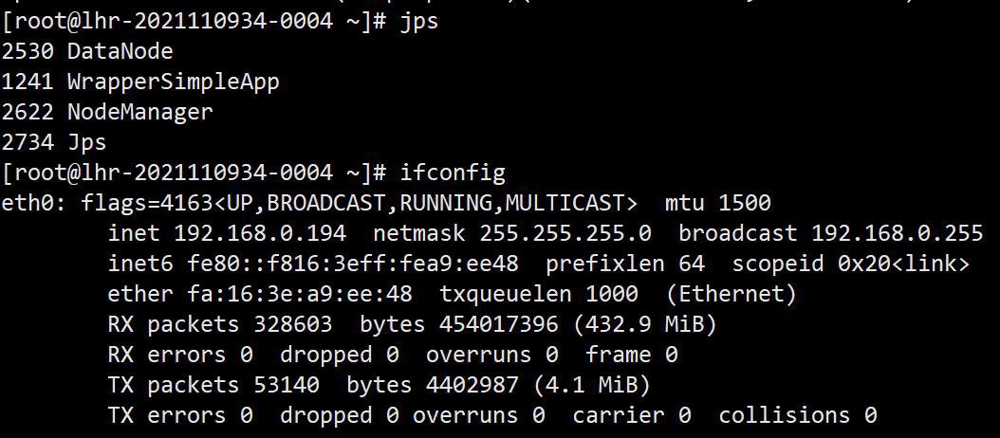 [root@lhr-2021110934-0004 ~]# jps
2530 DataNode
1241 WrapperSimpleApp
2622 NodeManager
2734 Jps
[root@lhr-2021110934-0004 ~]# ifconfig
eth0: flags=4163<UP,BROADCAST,RUNNING,MULTICAST>  mtu 1500
        inet 192.168.0.194  netmask 255.255.255.0  broadcast 192.168.0.255
        inet6 fe80::f816:3eff:fea9:ee48  prefixlen 64  scopeid 0x20<link>
        ether fa:16:3e:a9:ee:48  txqueuelen 1000  (Ethernet)
        RX packets 328603  bytes 454017396 (432.9 MiB)
        RX errors 0  dropped 0  overruns 0  frame 0
        TX packets 53140  bytes 4402987 (4.1 MiB)
        TX errors 0  dropped 0 overruns 0  carrier 0  collisions 0